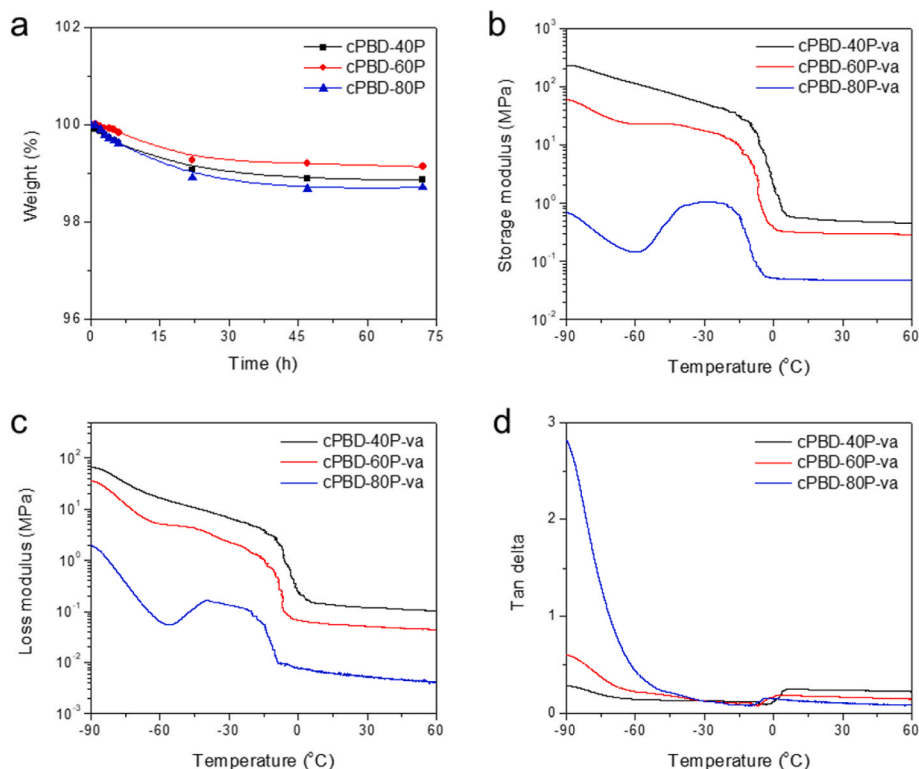 a
102
100
98
96
Weight (%)
cPBD-40P
cPBD-60P
cPBD-80P
0 15 30 45 60 75
Time (h)
b
10³
10²
10¹
10⁰
10⁻¹
10⁻²
Storage modulus (MPa)
cPBD-40P-va
cPBD-60P-va
cPBD-80P-va
-90 -60 -30 0 30 60
Temperature (°C)
c
10²
10¹
10⁰
10⁻¹
10⁻²
10⁻³
Loss modulus (MPa)
cPBD-40P-va
cPBD-60P-va
cPBD-80P-va
-90 -60 -30 0 30 60
Temperature (°C)
d
3
2
1
0
Tan delta
cPBD-40P-va
cPBD-60P-va
cPBD-80P-va
-90 -60 -30 0 30 60
Temperature (°C)